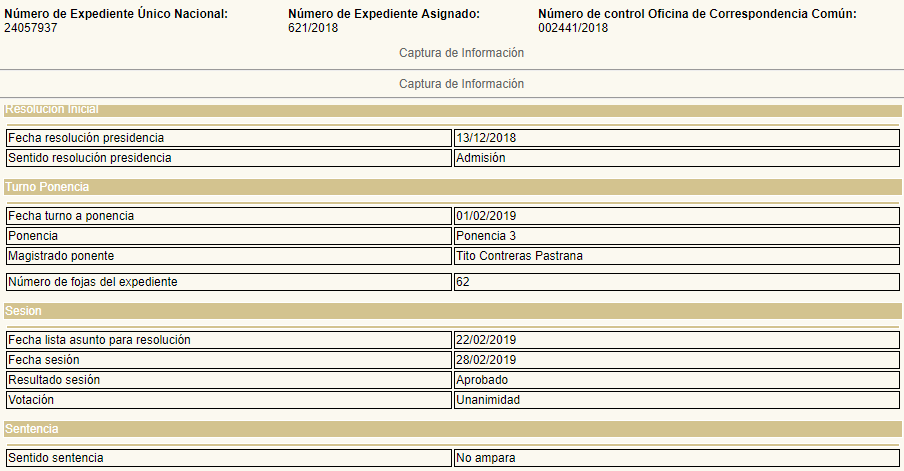 Número de Expediente Único Nacional: Número de Expediente Asignado: Número de control Oficina de Correspondencia Común:
24057937 621/2018 002441/2018
Captura de Información
Captura de Información
Resolución Inicial
Fecha resolución presidencia 13/12/2018
Sentido resolución presidencia Admisión
Turno Ponencia
Fecha turno a ponencia 01/02/2019
Ponencia Ponencia 3
Magistrado ponente Tito Contreras Pastrana
Número de fojas del expediente 62
Sesion
Fecha lista asunto para resolución 22/02/2019
Fecha sesión 28/02/2019
Resultado sesión Aprobado
Votación Unanimidad
Sentencia
Sentido sentencia No ampara